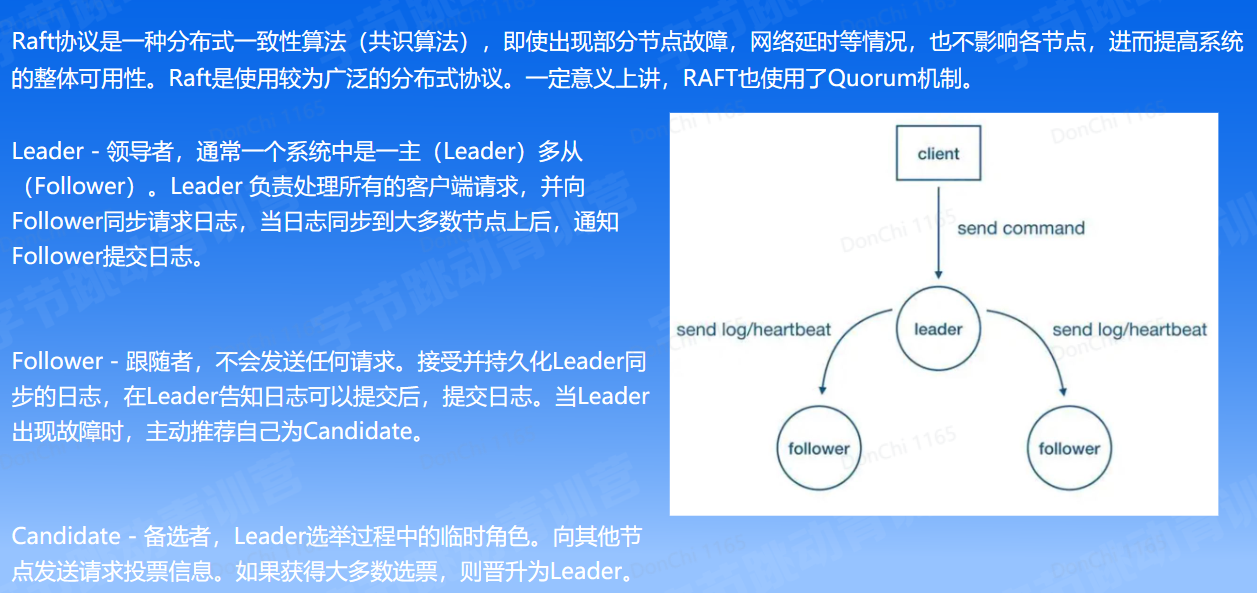 Raft协议是一种分布式一致性算法（共识算法），即使出现部分节点故障，网络延时等情况，也不影响各节点，进而提高系统
的整体可用性。Raft是使用较为广泛的分布式协议。一定意义上讲，RAFT也使用了Quorum机制。
Leader - 领导者，通常一个系统中是一主（Leader）多从
（Follower）。Leader 负责处理所有的客户端请求，并向
Follower同步请求日志，当日志同步到大多数节点上后，通知
Follower提交日志。
Follower - 跟随者，不会发送任何请求。接受并持久化Leader同
步的日志，在Leader告知日志可以提交后，提交日志。当Leader
出现故障时，主动推荐自己为Candidate。
Candidate - 备选者，Leader选举过程中的临时角色。向其他节
点发送请求投票信息。如果获得大多数选票，则晋升为Leader。
client
send command
leader
send log/heartbeat
send log/heartbeat
follower
follower
字节跳动青训营
DonChi 1165